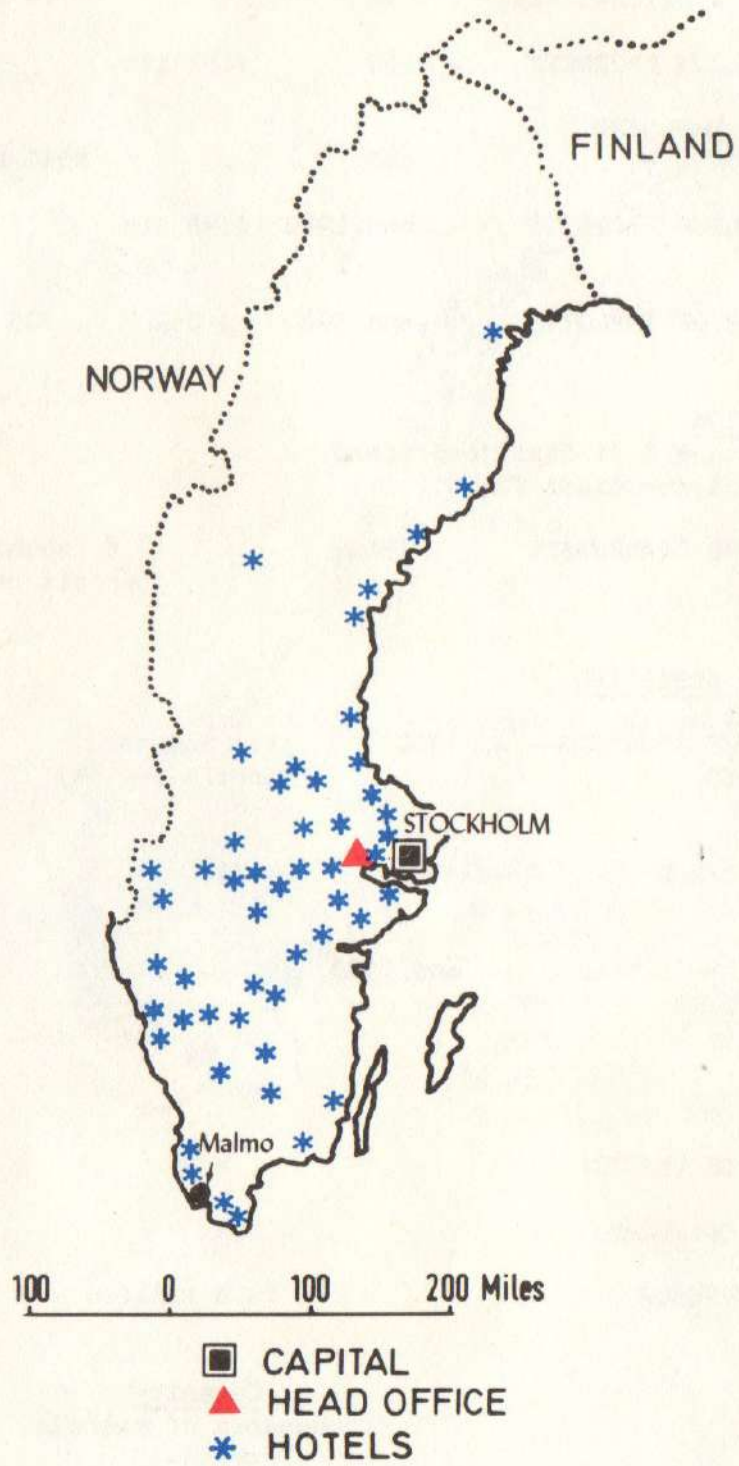 FINLAND
NORWAY
STOCKHOLM
Malmo
100 0 100 200 Miles
CAPITAL
HEAD OFFICE
HOTELS